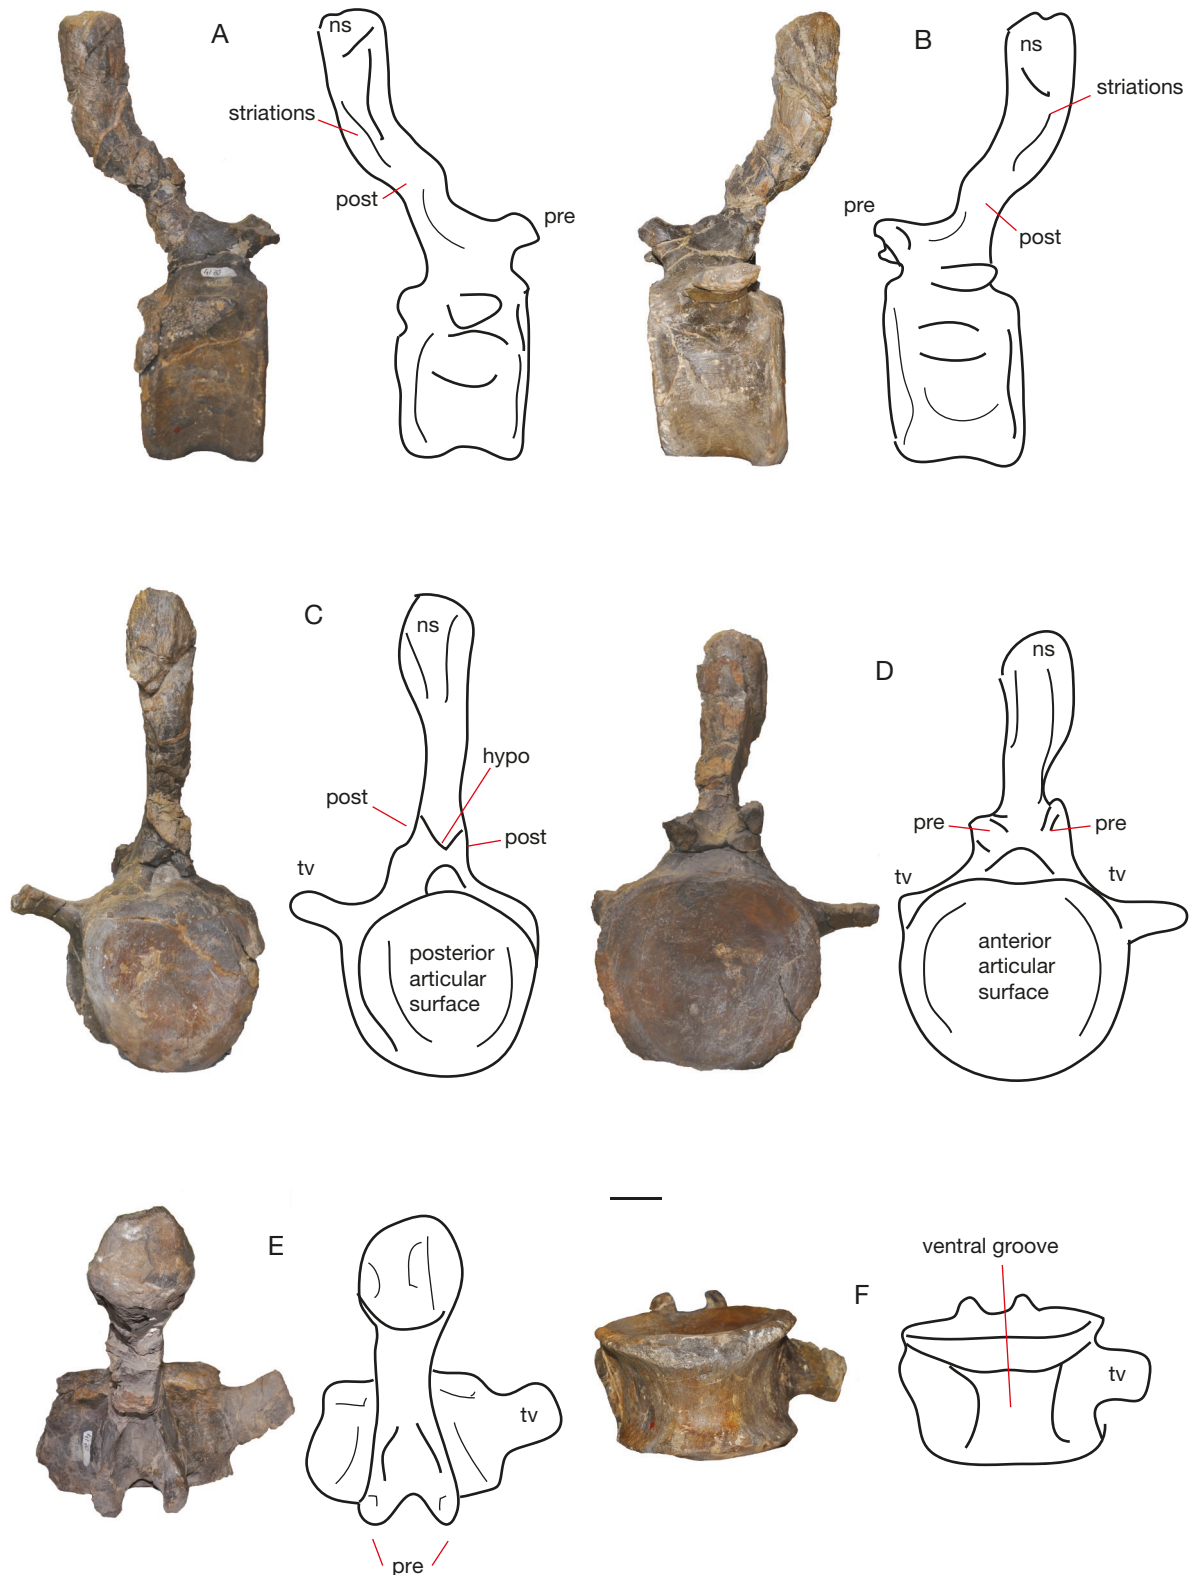 A
ns
striations
post
pre
B
ns
striations
pre
post
C
ns
hypo
post
post
tv
posterior
articular
surface
D
ns
pre
pre
tv
tv
anterior
articular
surface
E
tv
pre
ventral groove
F
tv